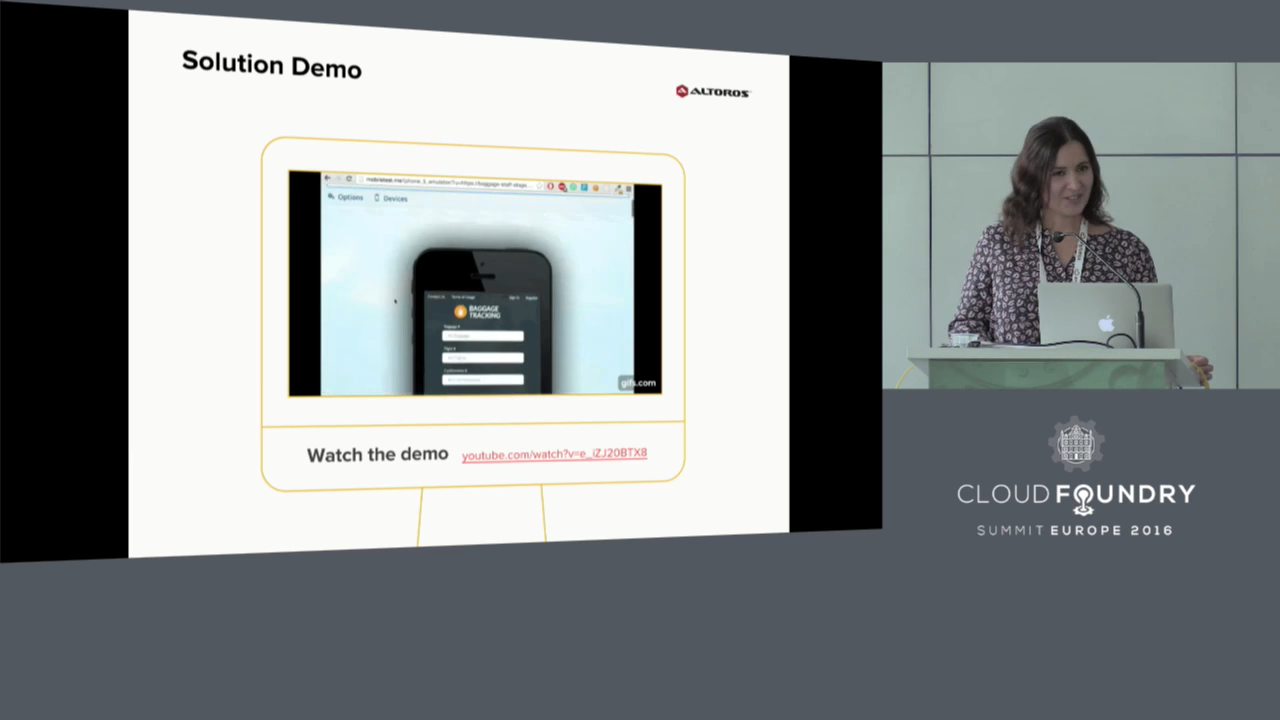 Solution Demo
ALTOROS
Options Devices
BAGGAGE
TRACKING
gifs.com
Watch the demo youtube.com/watch?v=e_iZJ20BTX8
CLOUD FOUNDRY
SUMMIT EUROPE 2016